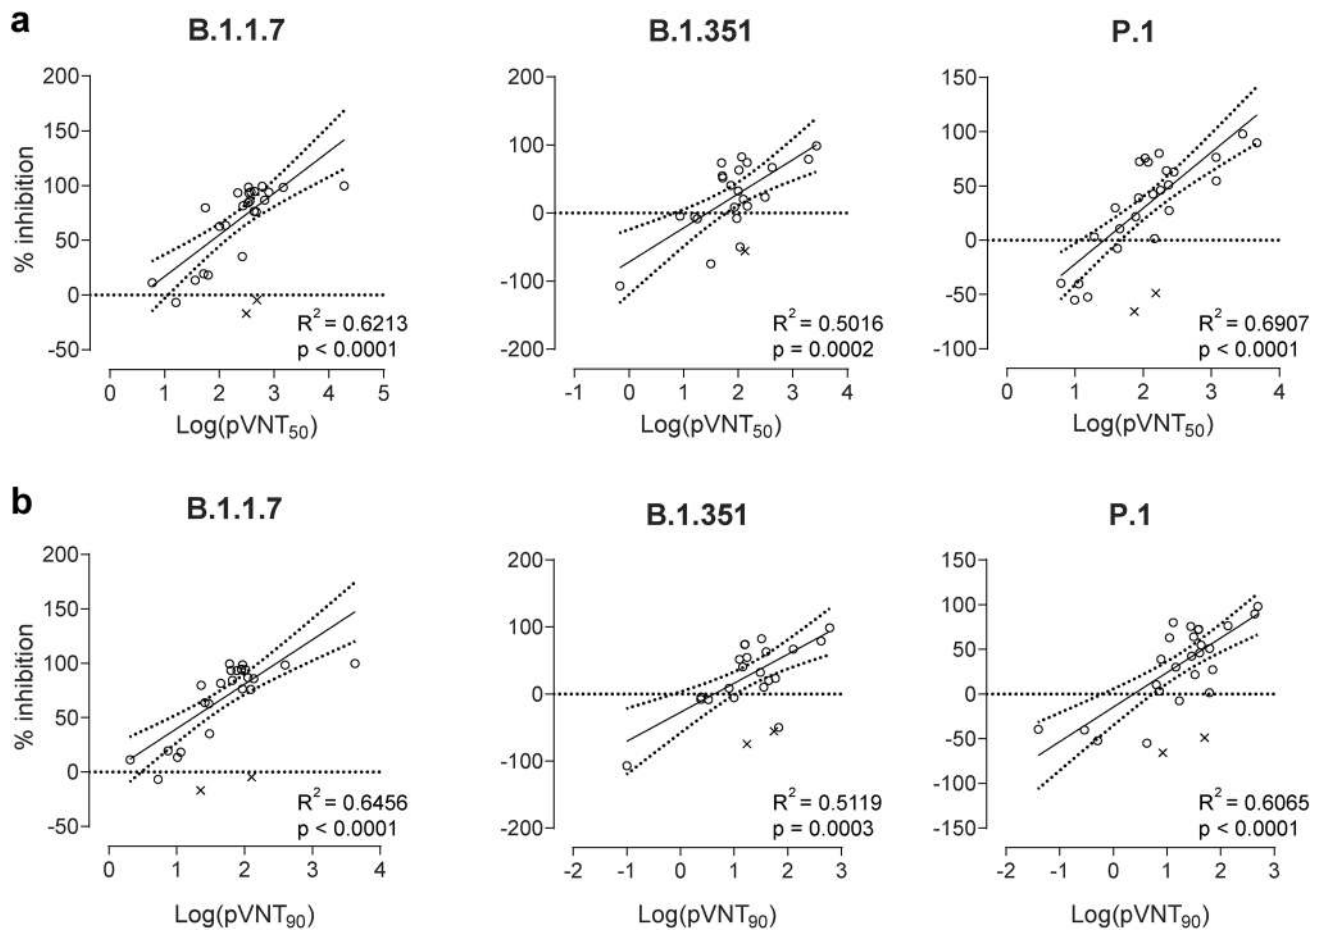 a
B.1.1.7
B.1.351
P.1
% inhibition
200
150
100
50
0
-50
R² = 0.6213
p < 0.0001
0 1 2 3 4 5
Log(pVNT₅₀)
200
100
0
-100
-200
R² = 0.5016
p = 0.0002
-1 0 1 2 3 4
Log(pVNT₅₀)
150
100
50
0
-50
-100
R² = 0.6907
p < 0.0001
0 1 2 3 4
Log(pVNT₅₀)
b
B.1.1.7
B.1.351
P.1
% inhibition
200
150
100
50
0
-50
R² = 0.6456
p < 0.0001
0 1 2 3 4
Log(pVNT₉₀)
200
100
0
-100
-200
R² = 0.5119
p = 0.0003
-2 -1 0 1 2 3
Log(pVNT₉₀)
150
100
50
0
-50
-100
-150
R² = 0.6065
p < 0.0001
-2 -1 0 1 2 3
Log(pVNT₉₀)